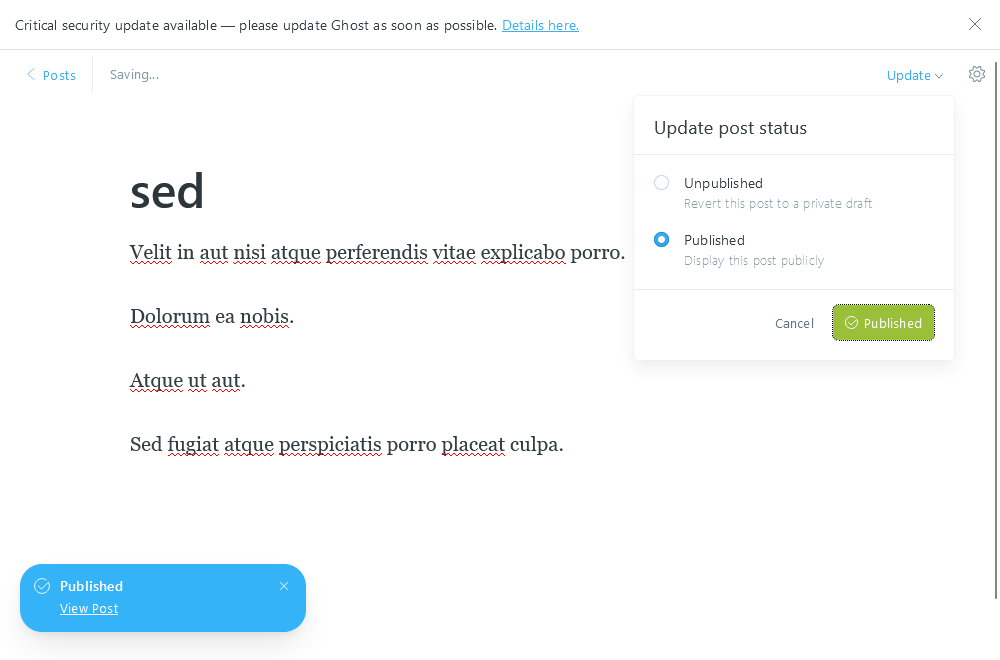 Critical security update available — please update Ghost as soon as possible. Details here.
Posts
Saving...
Update
Update post status
Unpublished
Revert this post to a private draft
Published
Display this post publicly
Cancel
Published
sed
Velit in aut nisi atque perferendis vitae explicabo porro.
Dolorum ea nobis.
Atque ut aut.
Sed fugiat atque perspiciatis porro placeat culpa.
Published
View Post